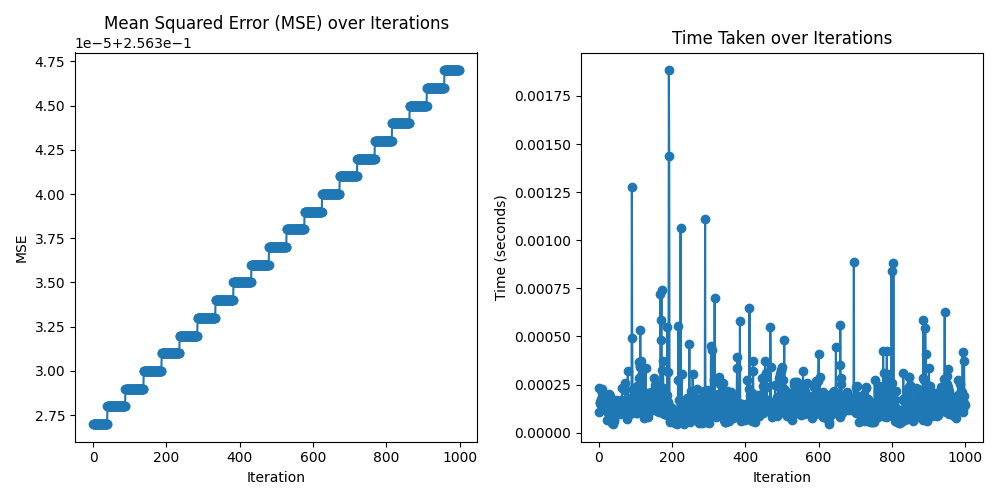 Mean Squared Error (MSE) over Iterations
1e-5+2.563e-1
4.75
4.50
4.25
4.00
3.75
3.50
3.25
3.00
2.75
MSE
0 200 400 600 800 1000
Iteration
Time Taken over Iterations
0.00175
0.00150
0.00125
0.00100
0.00075
0.00050
0.00025
0.00000
Time (seconds)
0 200 400 600 800 1000
Iteration